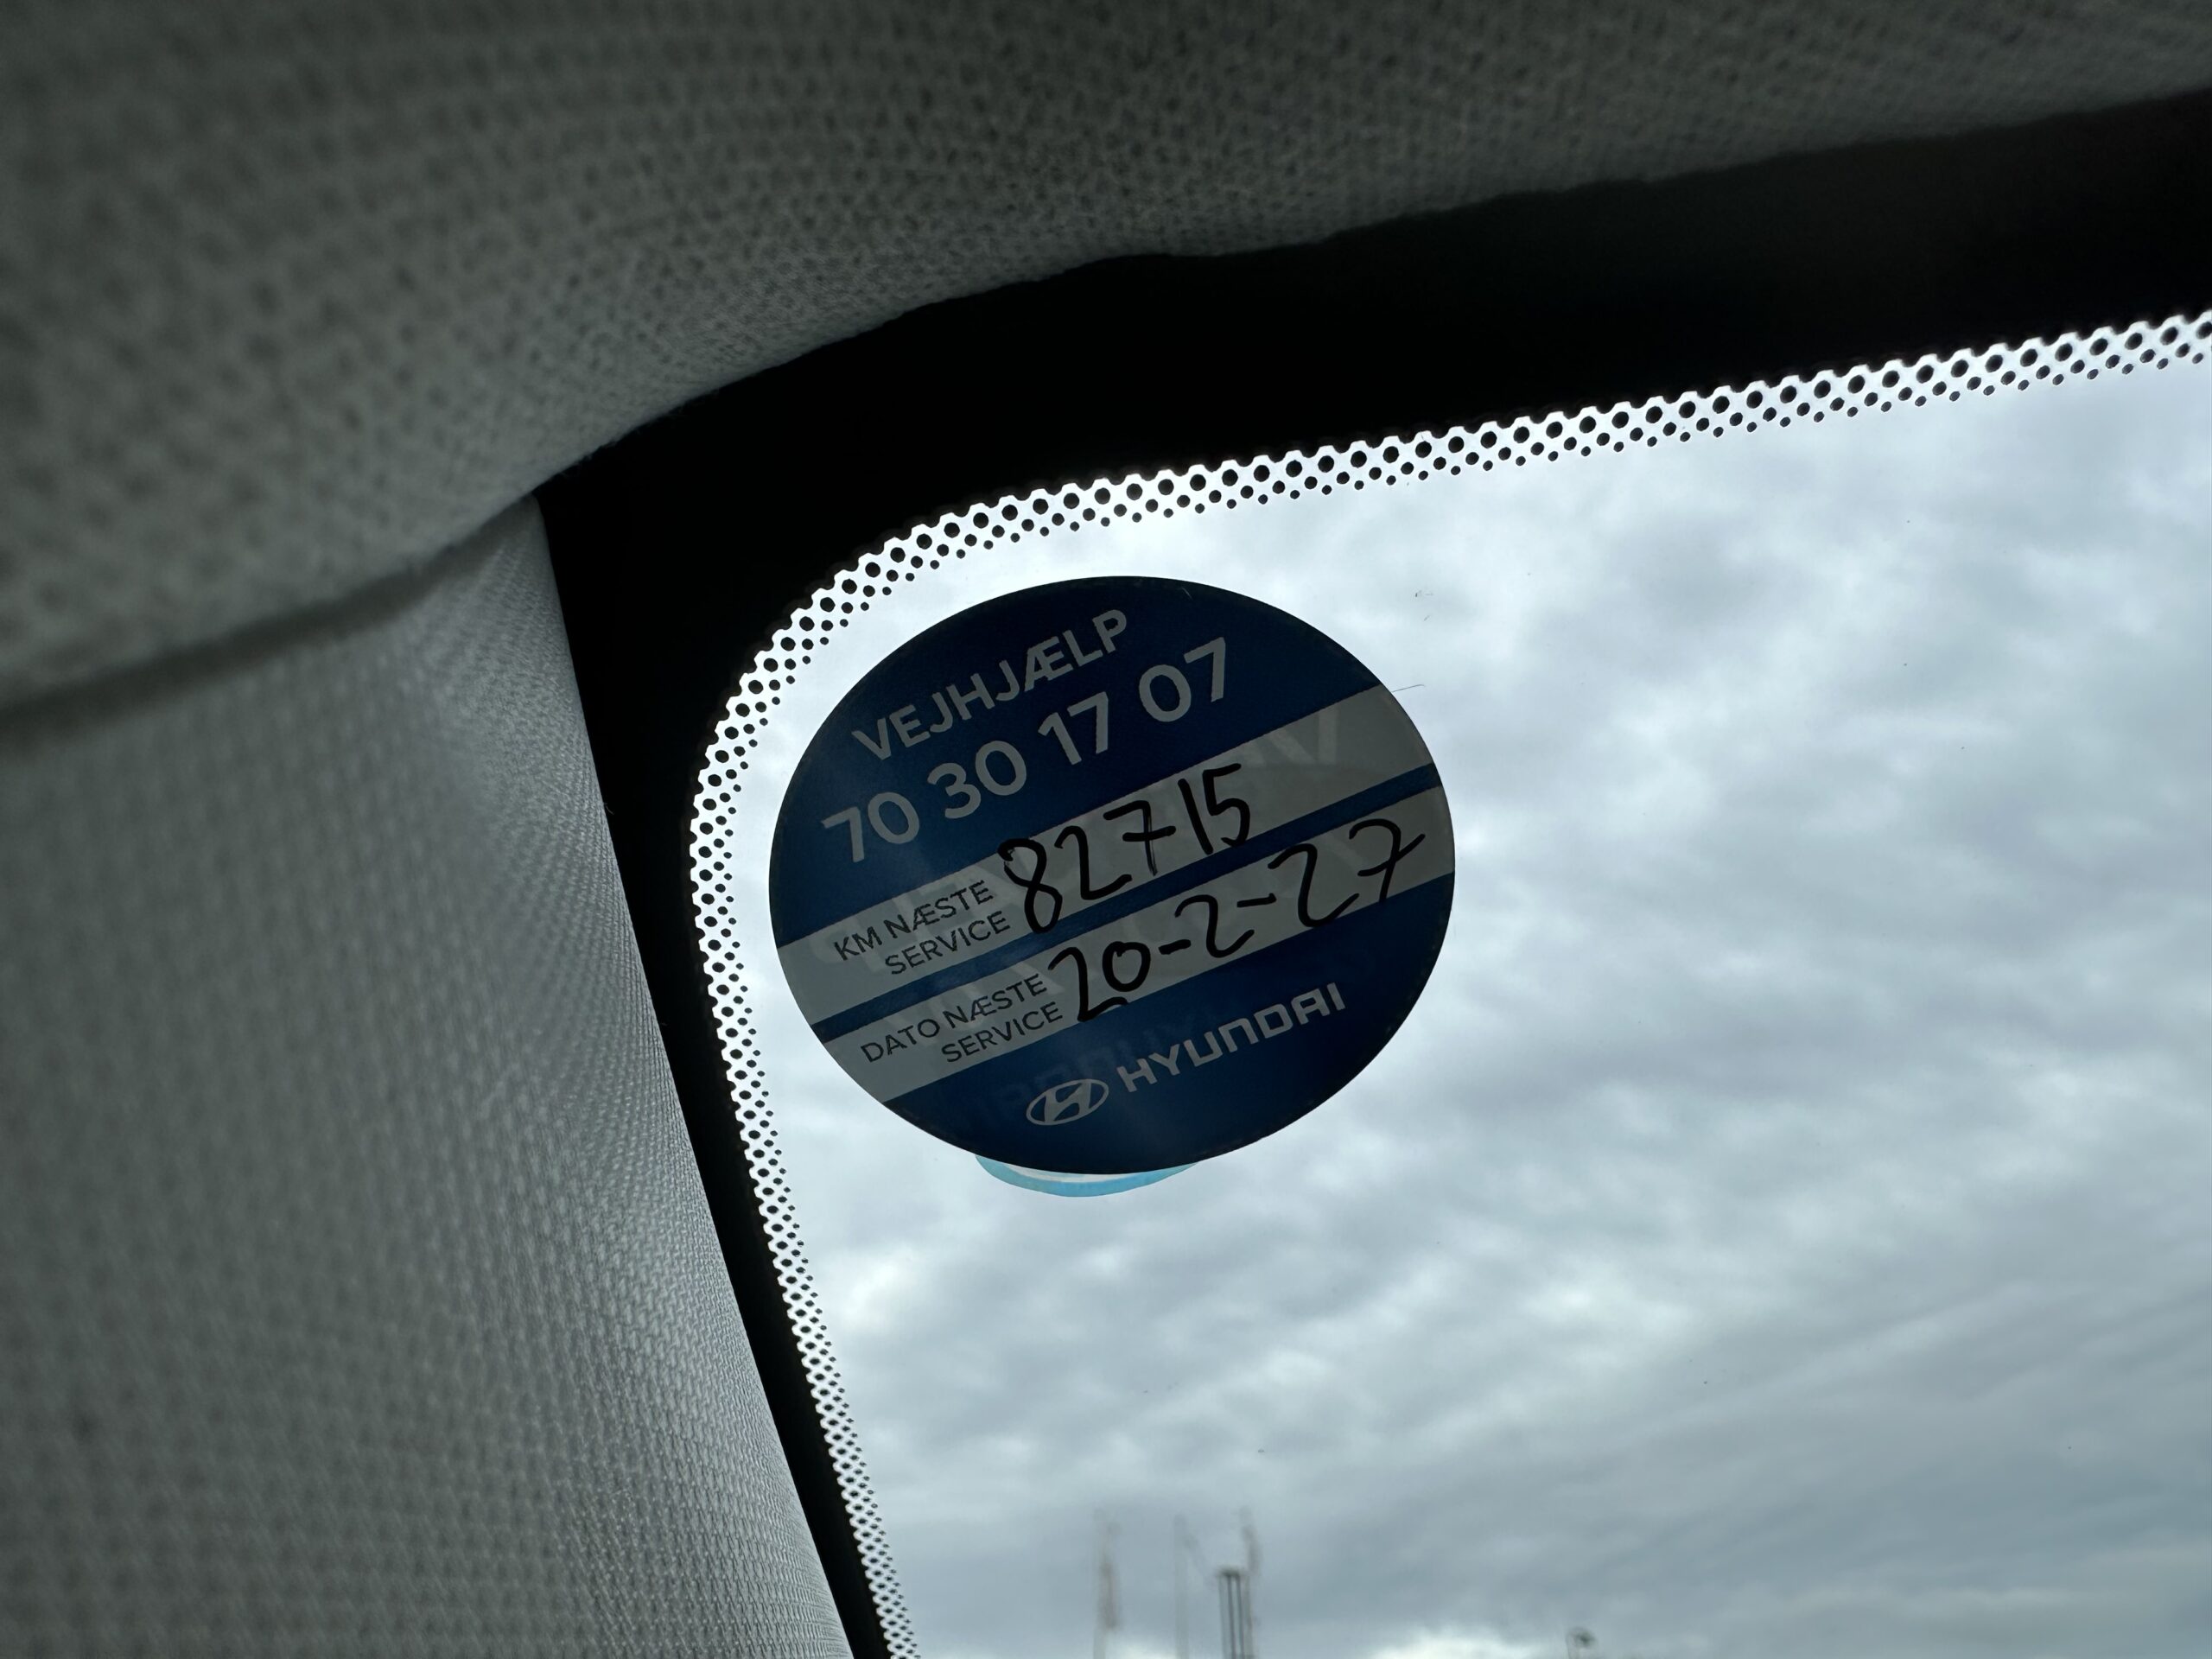 VEJHJÆLP
70 30 17 07
KM NÆSTE
SERVICE
82715
DATO NÆSTE
SERVICE
20-2-27
HYUNDAI